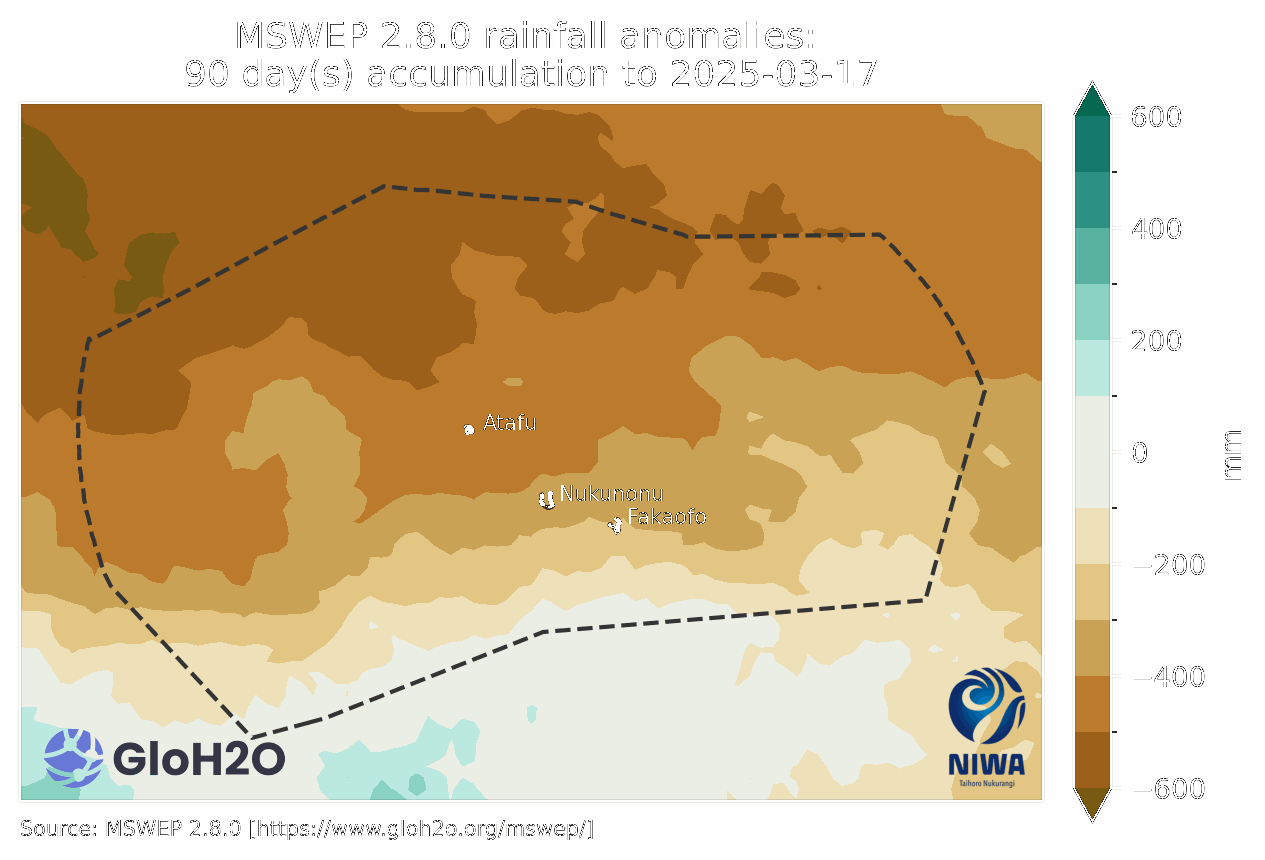 MSWEP 2.8.0 rainfall anomalies:
90 day(s) accumulation to 2025-03-17
600
400
200
0
−200
−400
−600
mm
Atafu
Nukunonu
Fakaofo
GloH2O
NIWA
Taihoro Nukurangi
Source: MSWEP 2.8.0 [https://www.gloh2o.org/mswep/]